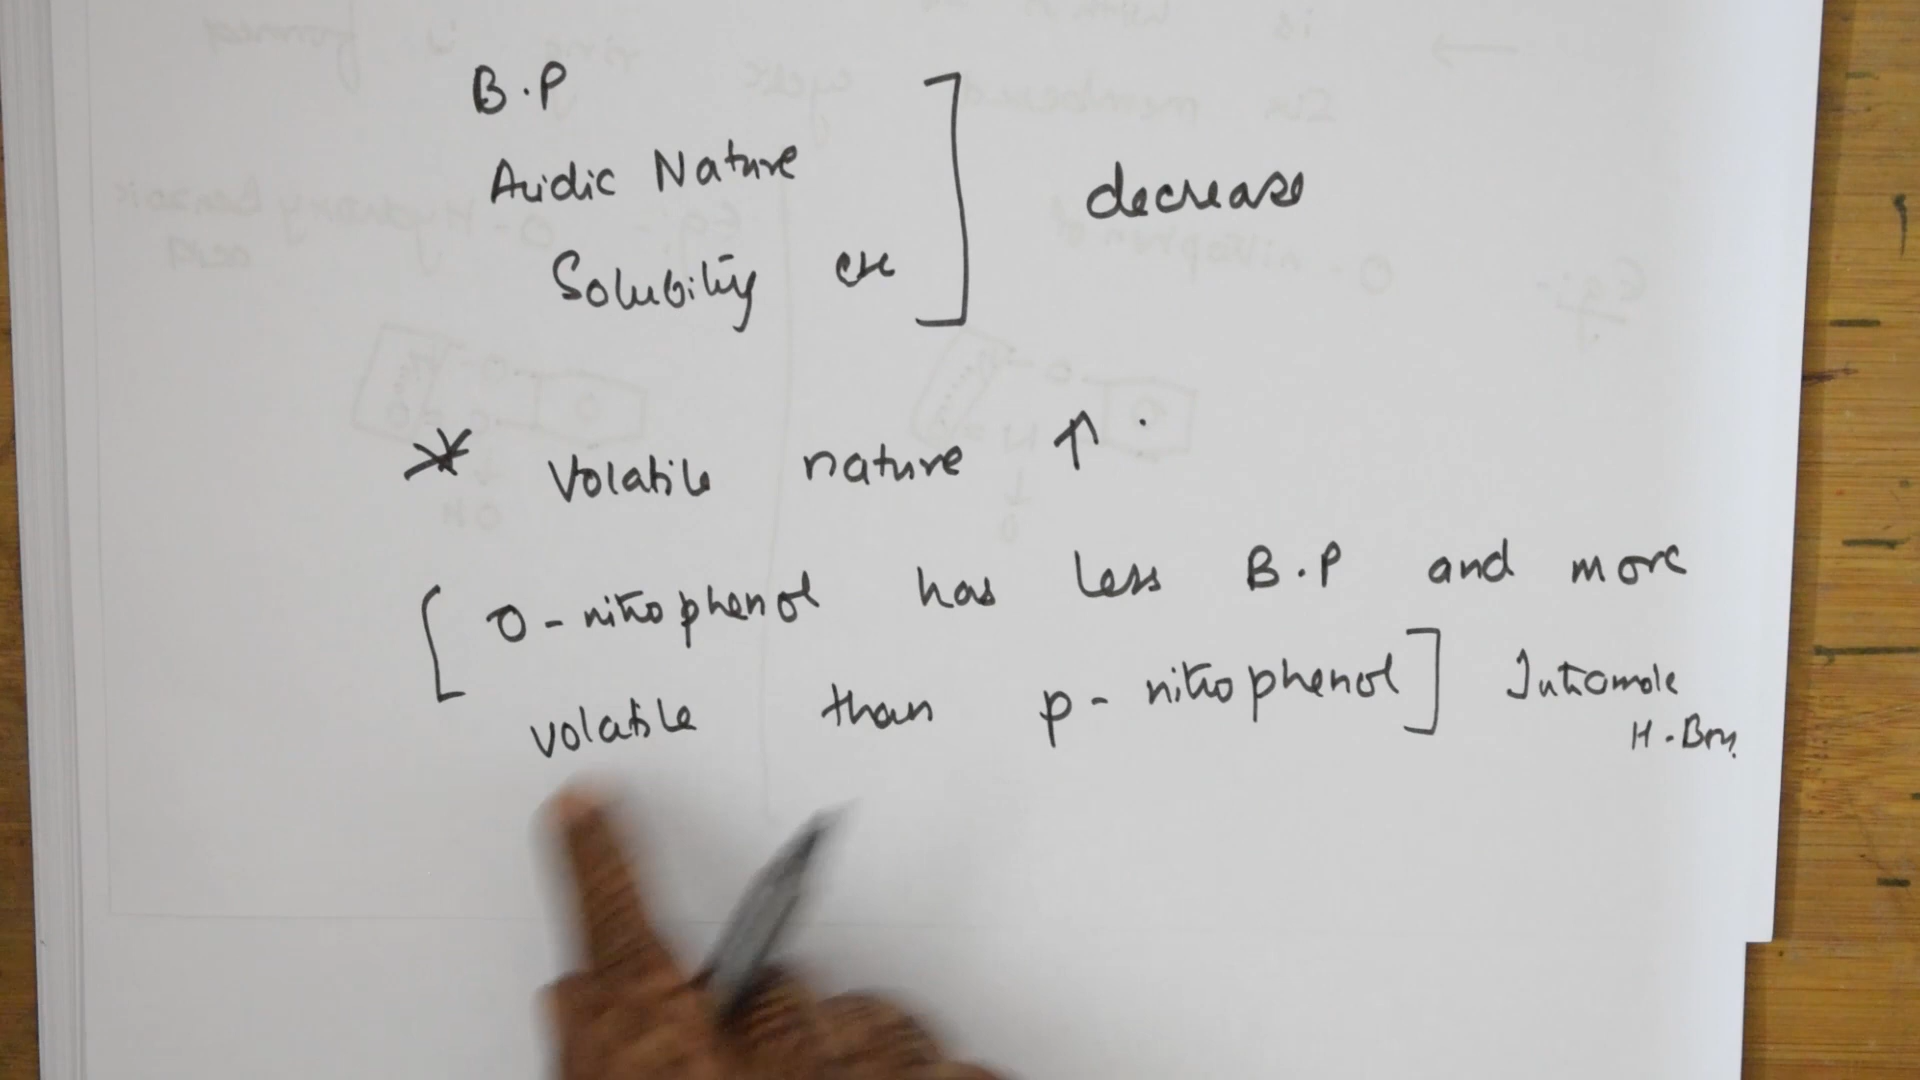 B.P
Acidic Nature
Solubility etc
decrease
* Volatile nature ↑.
[ O-nitrophenol has less B.P and more
volatile than p-nitrophenol] Intramole
H-Bon.